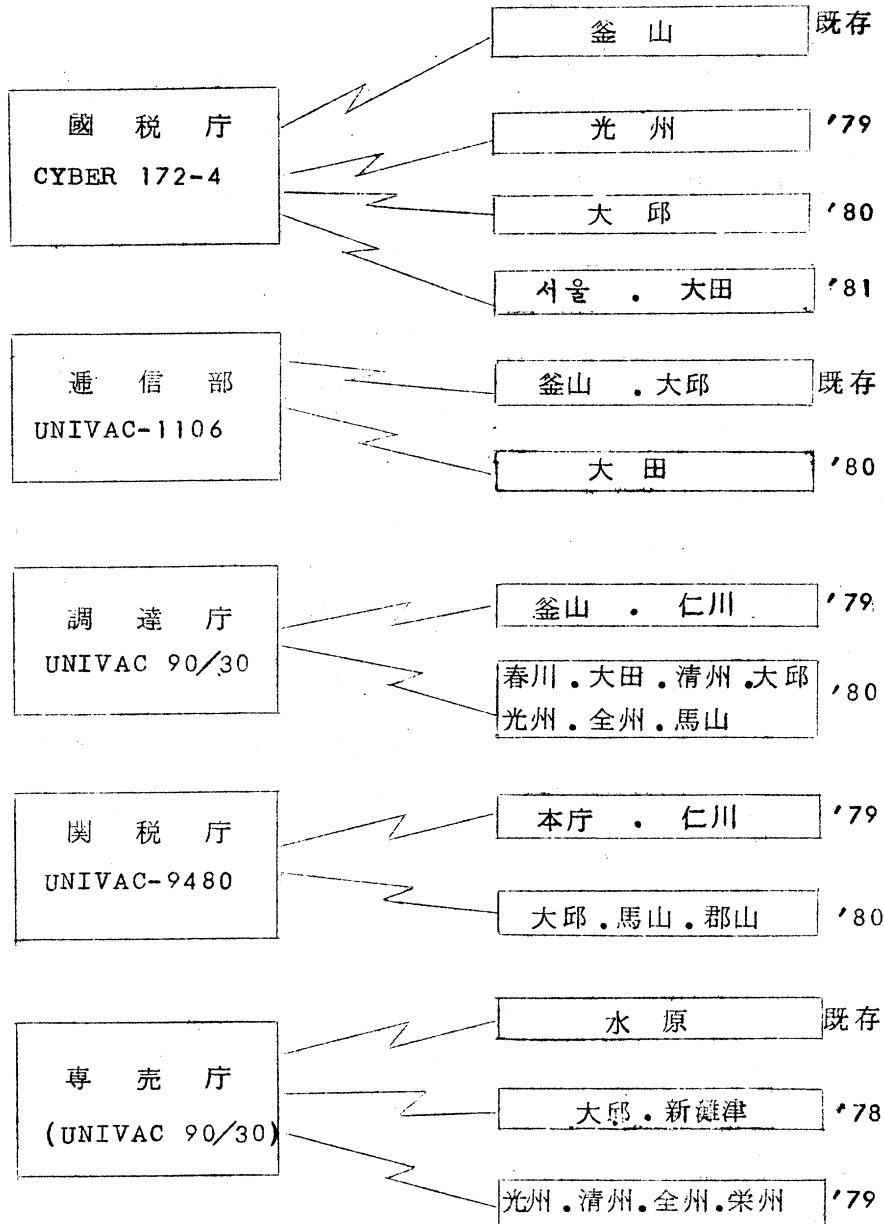 釜山 既存
國税庁
CYBER 172-4
光州 '79
大邱 '80
서울 . 大田 '81
逓信部
UNIVAC-1106
釜山 . 大邱 既存
大田 '80
調達庁
UNIVAC 90/30
釜山 . 仁川 '79
春川 . 大田 . 清州 . 大邱
光州 . 全州 . 馬山
'80
関税庁
UNIVAC-9480
本庁 . 仁川 '79
大邱 . 馬山 . 郡山 '80
専売庁
(UNIVAC 90/30)
水原 既存
大邱 . 新灘津 '78
光州 . 清州 . 全州 . 栄州 '79